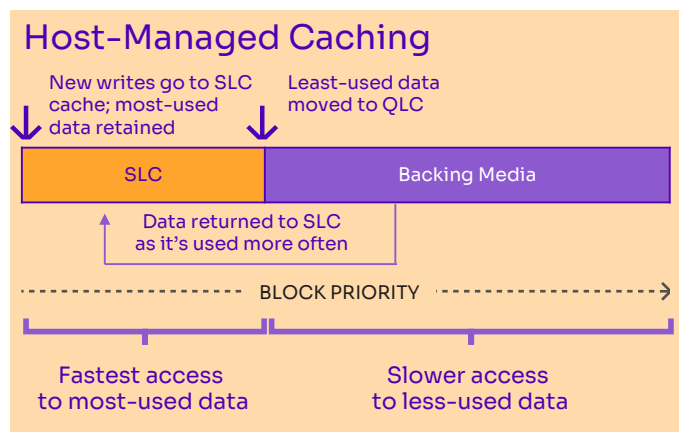 Host-Managed Caching
New writes go to SLC
cache; most-used
data retained
Least-used data
moved to QLC
SLC
Backing Media
Data returned to SLC
as it's used more often
BLOCK PRIORITY
Fastest access
to most-used data
Slower access
to less-used data